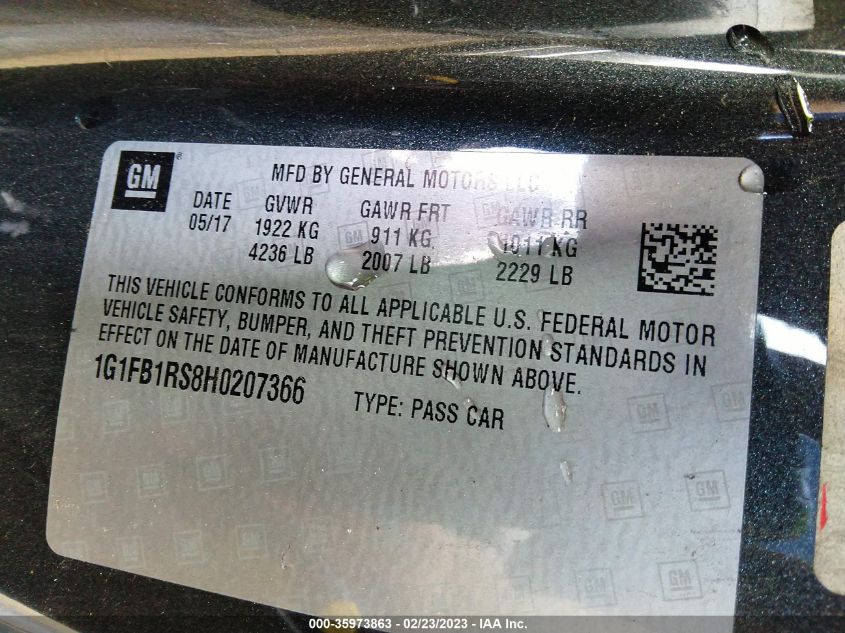 GM
MFD BY GENERAL MOTORS LLC
DATE GVWR GAWR FRT GAWR RR
05/17 1922 KG 911 KG 1011 KG
4236 LB 2007 LB 2229 LB
THIS VEHICLE CONFORMS TO ALL APPLICABLE U.S. FEDERAL MOTOR
VEHICLE SAFETY, BUMPER, AND THEFT PREVENTION STANDARDS IN
EFFECT ON THE DATE OF MANUFACTURE SHOWN ABOVE.
1G1FB1RS8H0207366 TYPE: PASS CAR
000-35973863 - 02/23/2023 - IAA Inc.